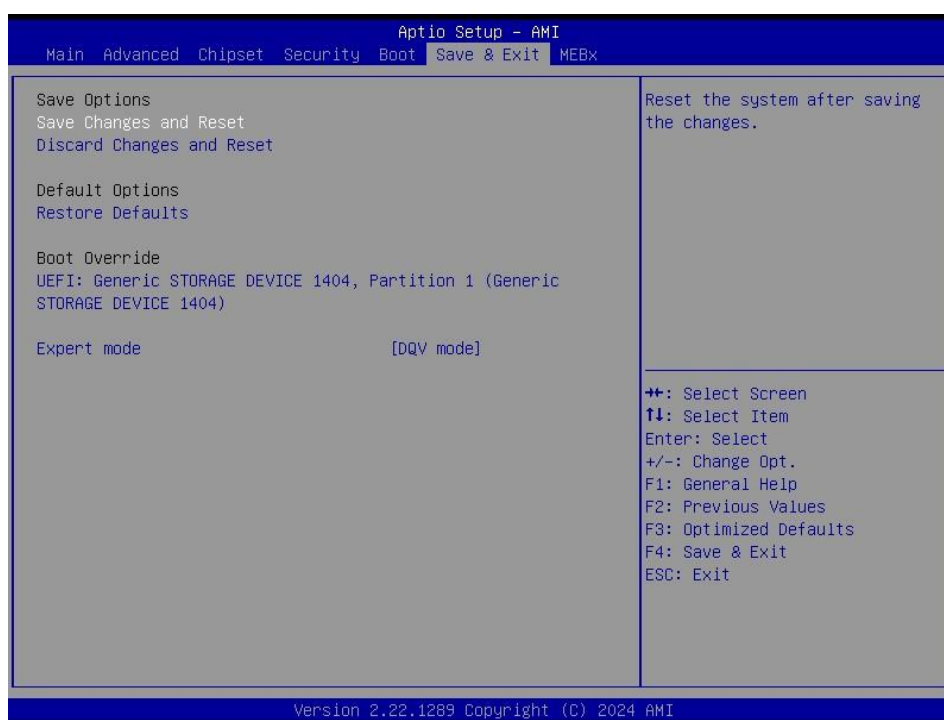 Aptio Setup - AMI
Main Advanced Chipset Security Boot Save & Exit MEBx
Save Options
Save Changes and Reset
Discard Changes and Reset
Default Options
Restore Defaults
Boot Override
UEFI: Generic STORAGE DEVICE 1404, Partition 1 (Generic
STORAGE DEVICE 1404)
Expert mode [DQV mode]
Reset the system after saving
the changes.
→←: Select Screen
↑↓: Select Item
Enter: Select
+/-: Change Opt.
F1: General Help
F2: Previous Values
F3: Optimized Defaults
F4: Save & Exit
ESC: Exit
Version 2.22.1289 Copyright (C) 2024 AMI